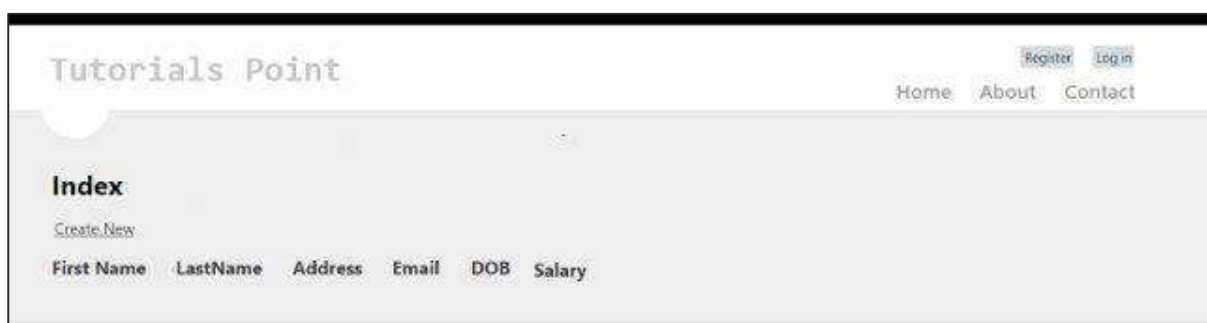 Tutorials Point
Register Log in
Home About Contact
Index
Create New
First Name LastName Address Email DOB Salary